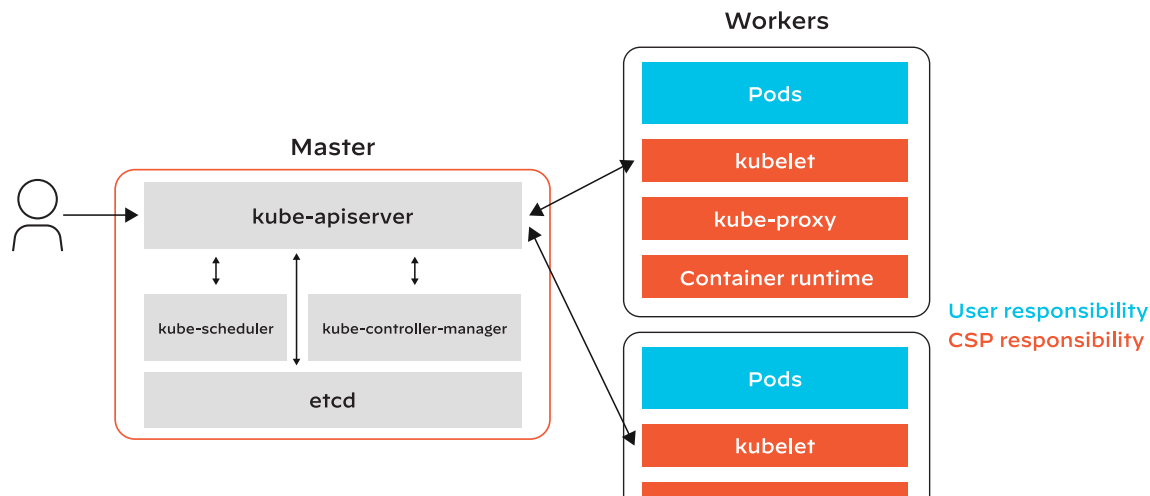 Workers
Master
Pods
kubelet
kube-proxy
Container runtime
kube-apiserver
kube-scheduler
kube-controller-manager
etcd
User responsibility
CSP responsibility
Pods
kubelet